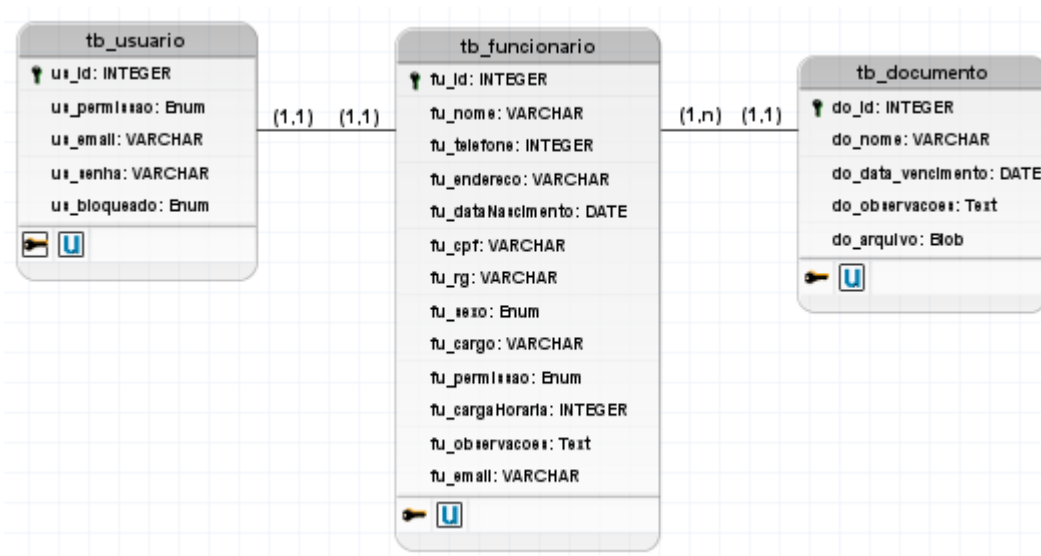 tb_usuario
us_id: INTEGER
us_permissao: Enum
us_email: VARCHAR
us_senha: VARCHAR
us_bloqueado: Enum
U
(1,1) (1,1)
tb_funcionario
fu_id: INTEGER
fu_nome: VARCHAR
fu_telefone: INTEGER
fu_endereco: VARCHAR
fu_dataNascimento: DATE
fu_cpf: VARCHAR
fu_rg: VARCHAR
fu_sexo: Enum
fu_cargo: VARCHAR
fu_permissao: Enum
fu_cargaHoraria: INTEGER
fu_observacoes: Text
fu_email: VARCHAR
U
(1,n) (1,1)
tb_documento
do_id: INTEGER
do_nome: VARCHAR
do_data_vencimento: DATE
do_observacoes: Text
do_arquivo: Blob
U